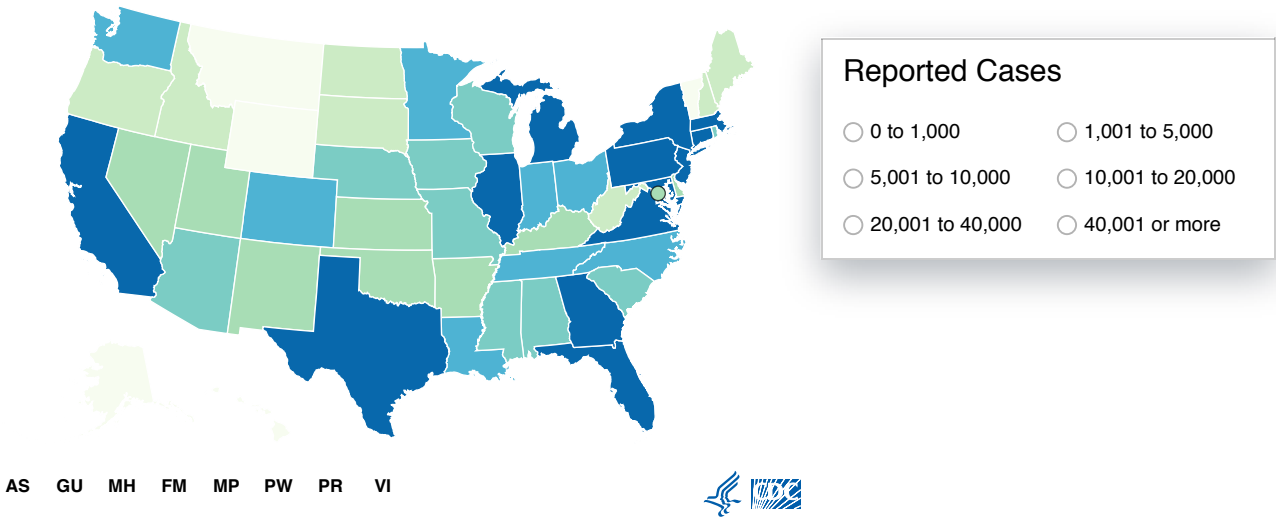 Reported Cases
0 to 1,000
1,001 to 5,000
5,001 to 10,000
10,001 to 20,000
20,001 to 40,000
40,001 or more
AS GU MH FM MP PW PR VI
CDC